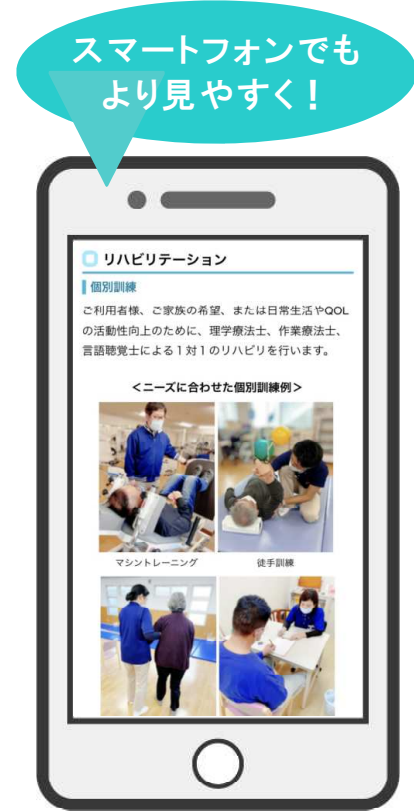 スマートフォンでも
より見やすく！
リハビリテーション
個別訓練
ご利用者様、ご家族の希望、または日常生活やQOL
の活動性向上のために、理学療法士、作業療法士、
言語聴覚士による１対１のリハビリを行います。
＜ニーズに合わせた個別訓練例＞
マシントレーニング
徒手訓練